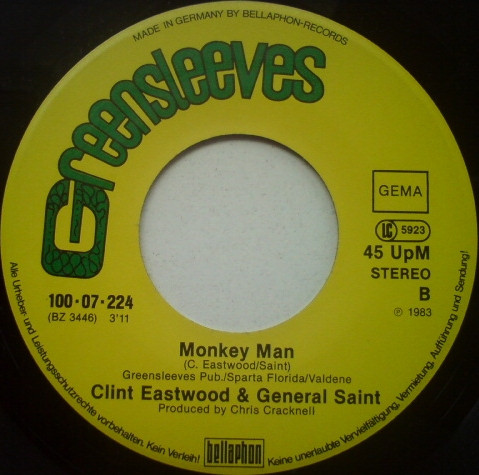 MADE IN GERMANY BY BELLAPHON-RECORDS
Greensleeves
GEMA
LC 5923
45 UpM
STEREO
B
℗ 1983
100·07·224
(BZ 3446) 3'11
Monkey Man
(C. Eastwood/Saint)
Greensleeves Pub./Sparta Florida/Valdene
Clint Eastwood & General Saint
Produced by Chris Cracknell
bellaphon
Alle Urheber- und Leistungsschutzrechte vorbehalten. Kein Verleih! Keine unerlaubte Vervielfältigung, Vermietung, Aufführung und Sendung!